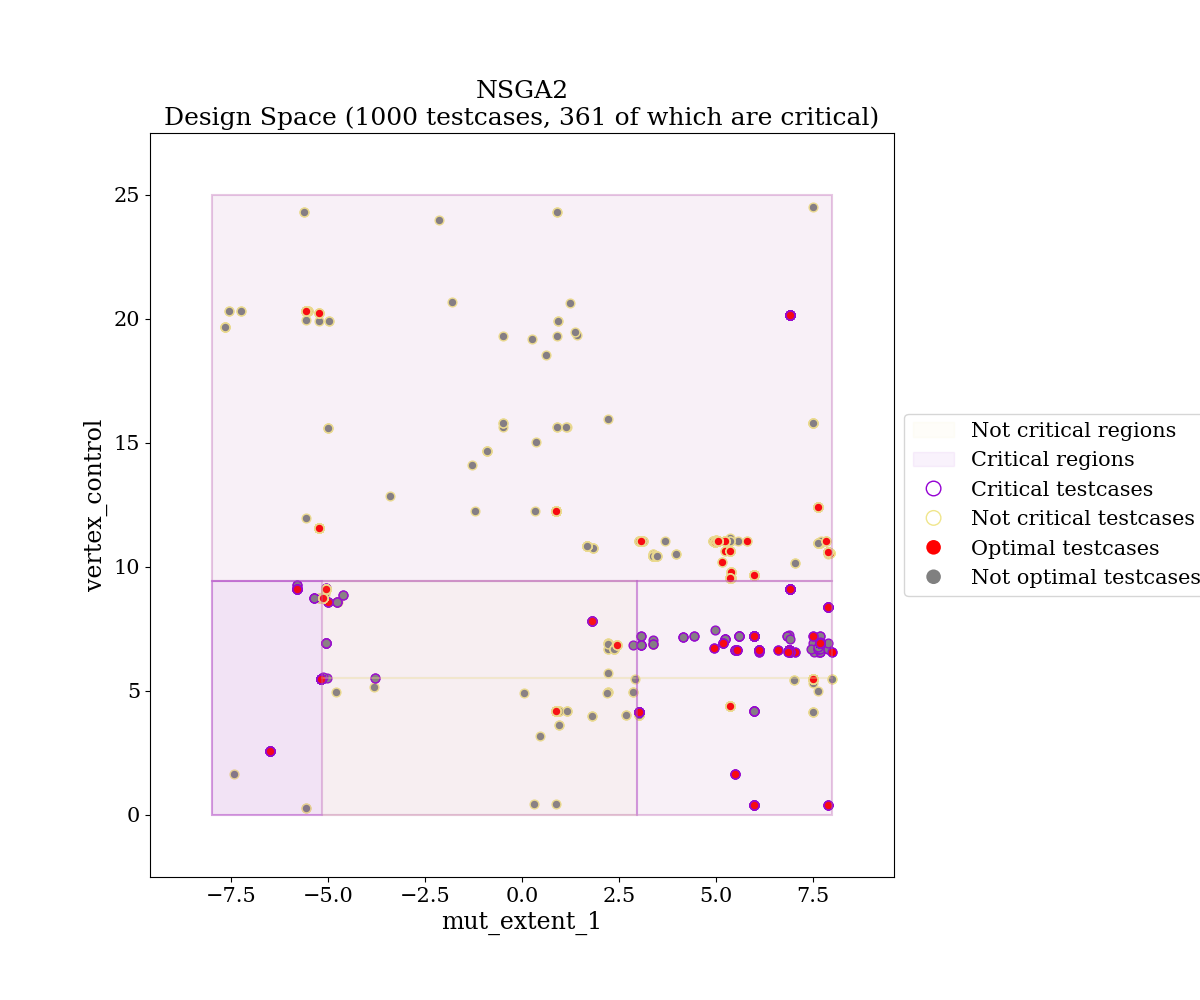 NSGA2
Design Space (1000 testcases, 361 of which are critical)
25
20
15
10
5
0
vertex_control
−7.5
−5.0
−2.5
0.0
2.5
5.0
7.5
mut_extent_1
Not critical regions
Critical regions
Critical testcases
Not critical testcases
Optimal testcases
Not optimal testcases